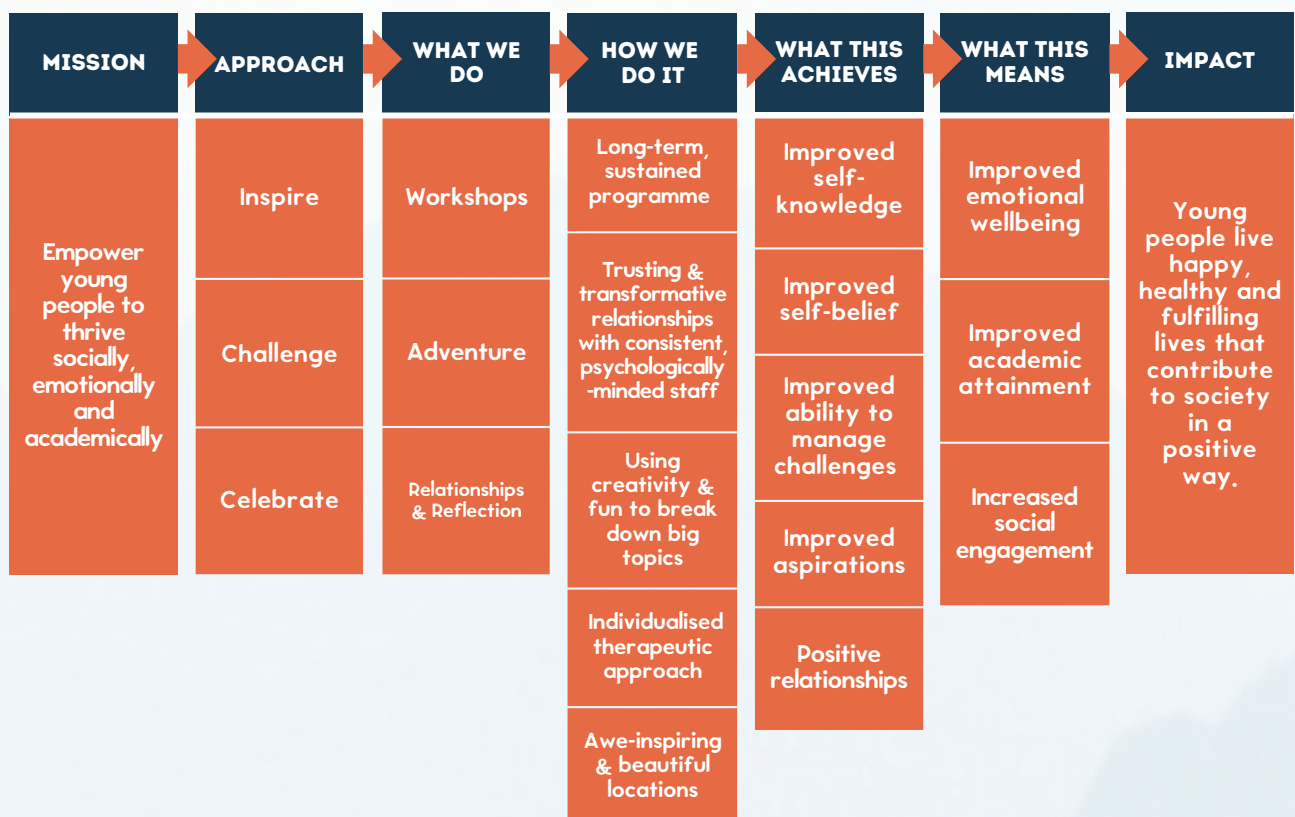 MISSION
Empower
young
people to
thrive
socially,
emotionally
and
academically
APPROACH
Inspire
Challenge
Celebrate
WHAT WE
DO
Workshops
Adventure
Relationships
& Reflection
HOW WE
DO IT
Long-term,
sustained
programme
Trusting &
transformative
relationships
with consistent,
psychologically
-minded staff
Using
creativity &
fun to break
down big
topics
Individualised
therapeutic
approach
Awe-inspiring
& beautiful
locations
WHAT THIS
ACHIEVES
Improved
self-
knowledge
Improved
self-belief
Improved
ability to
manage
challenges
Improved
aspirations
Positive
relationships
WHAT THIS
MEANS
Improved
emotional
wellbeing
Improved
academic
attainment
Increased
social
engagement
IMPACT
Young
people live
happy,
healthy and
fulfilling
lives that
contribute
to society
in a
positive
way.